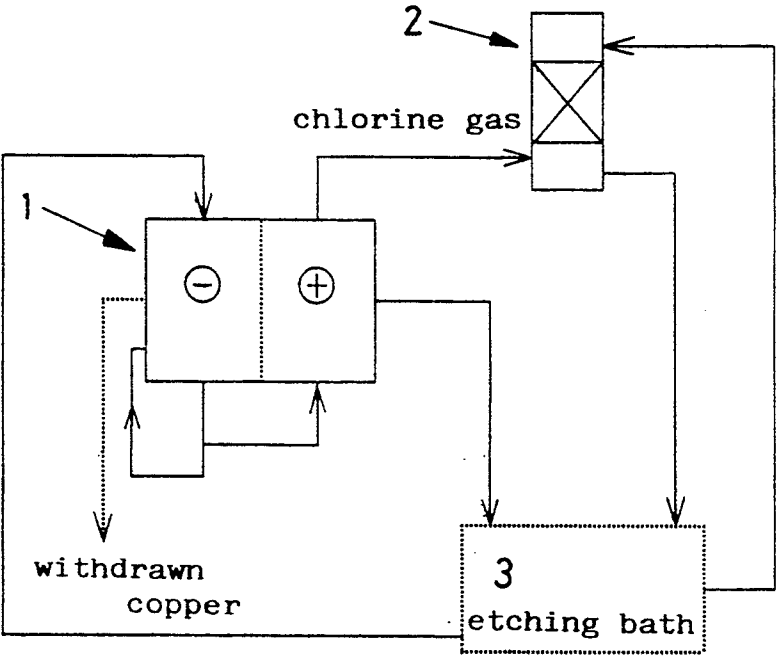 2
chlorine gas
1
−
+
withdrawn
copper
3
etching bath